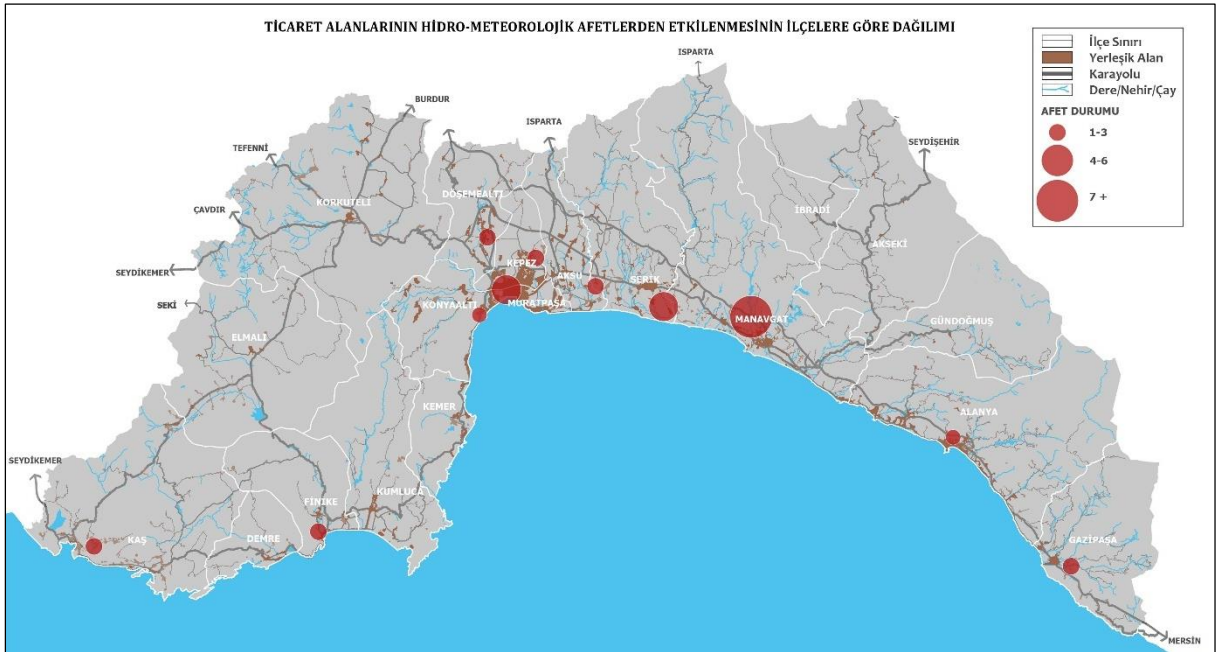 TİCARET ALANLARININ HİDRO-METEOROLOJİK AFETLERDEN ETKİLENMESİNİN İLÇELERE GÖRE DAĞILIMI
İlçe Sınırı
Yerleşik Alan
Karayolu
Dere/Nehir/Çay
AFET DURUMU
1-3
4-6
7 +
ISPARTA
BURDUR
ISPARTA
SEYDİŞEHİR
TEFENNİ
DÖŞEMEALTI
KORKUTELİ
ÇAVDIR
İBRADI
AKSEKİ
SEYDİKEMER
KEPEZ
AKSU
SERIK
SEKİ
KONYAALTI
MURATPAŞA
MANAVGAT
GÜNDOĞMUŞ
ELMALI
KEMER
ALANYA
SEYDİKEMER
KUMLUCA
FİNIKE
KAŞ
DEMRE
GAZİPAŞA
MERSİN